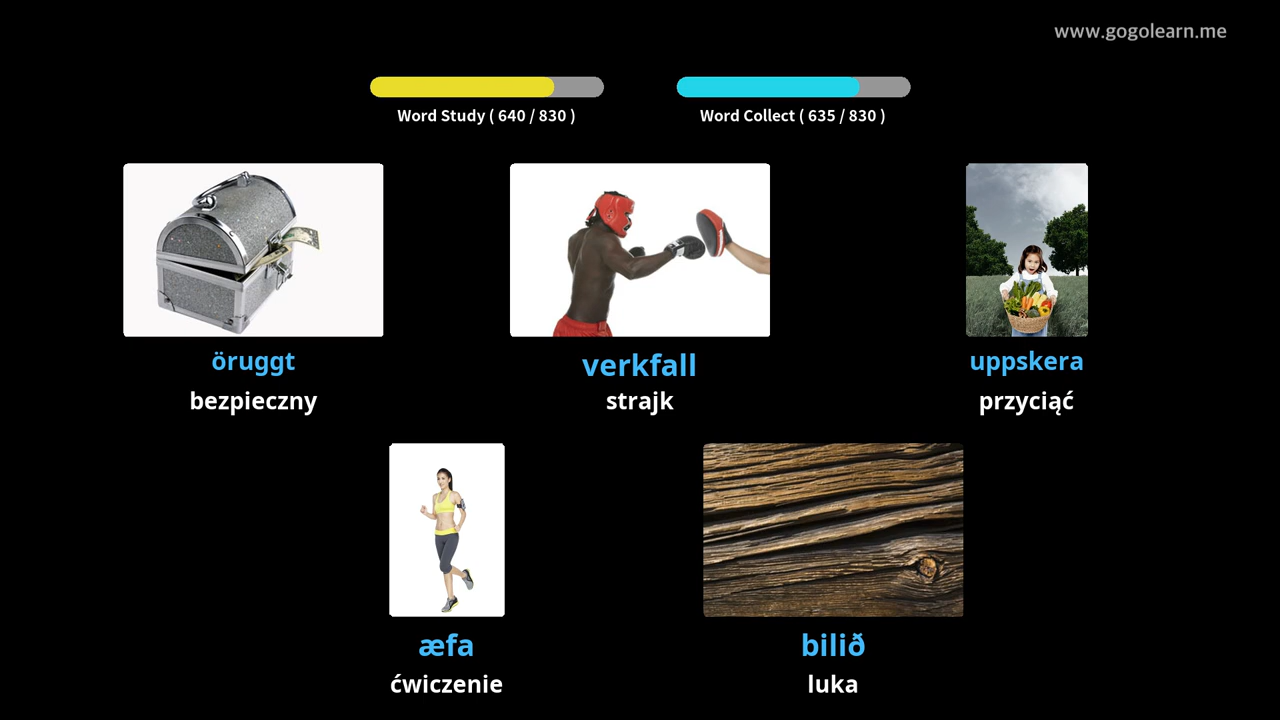 www.gogolearn.me
Word Study ( 640 / 830 )
Word Collect ( 635 / 830 )
öruggt
verkfall
uppskera
bezpieczny
strajk
przyciąć
æfa
bilið
ćwiczenie
luka